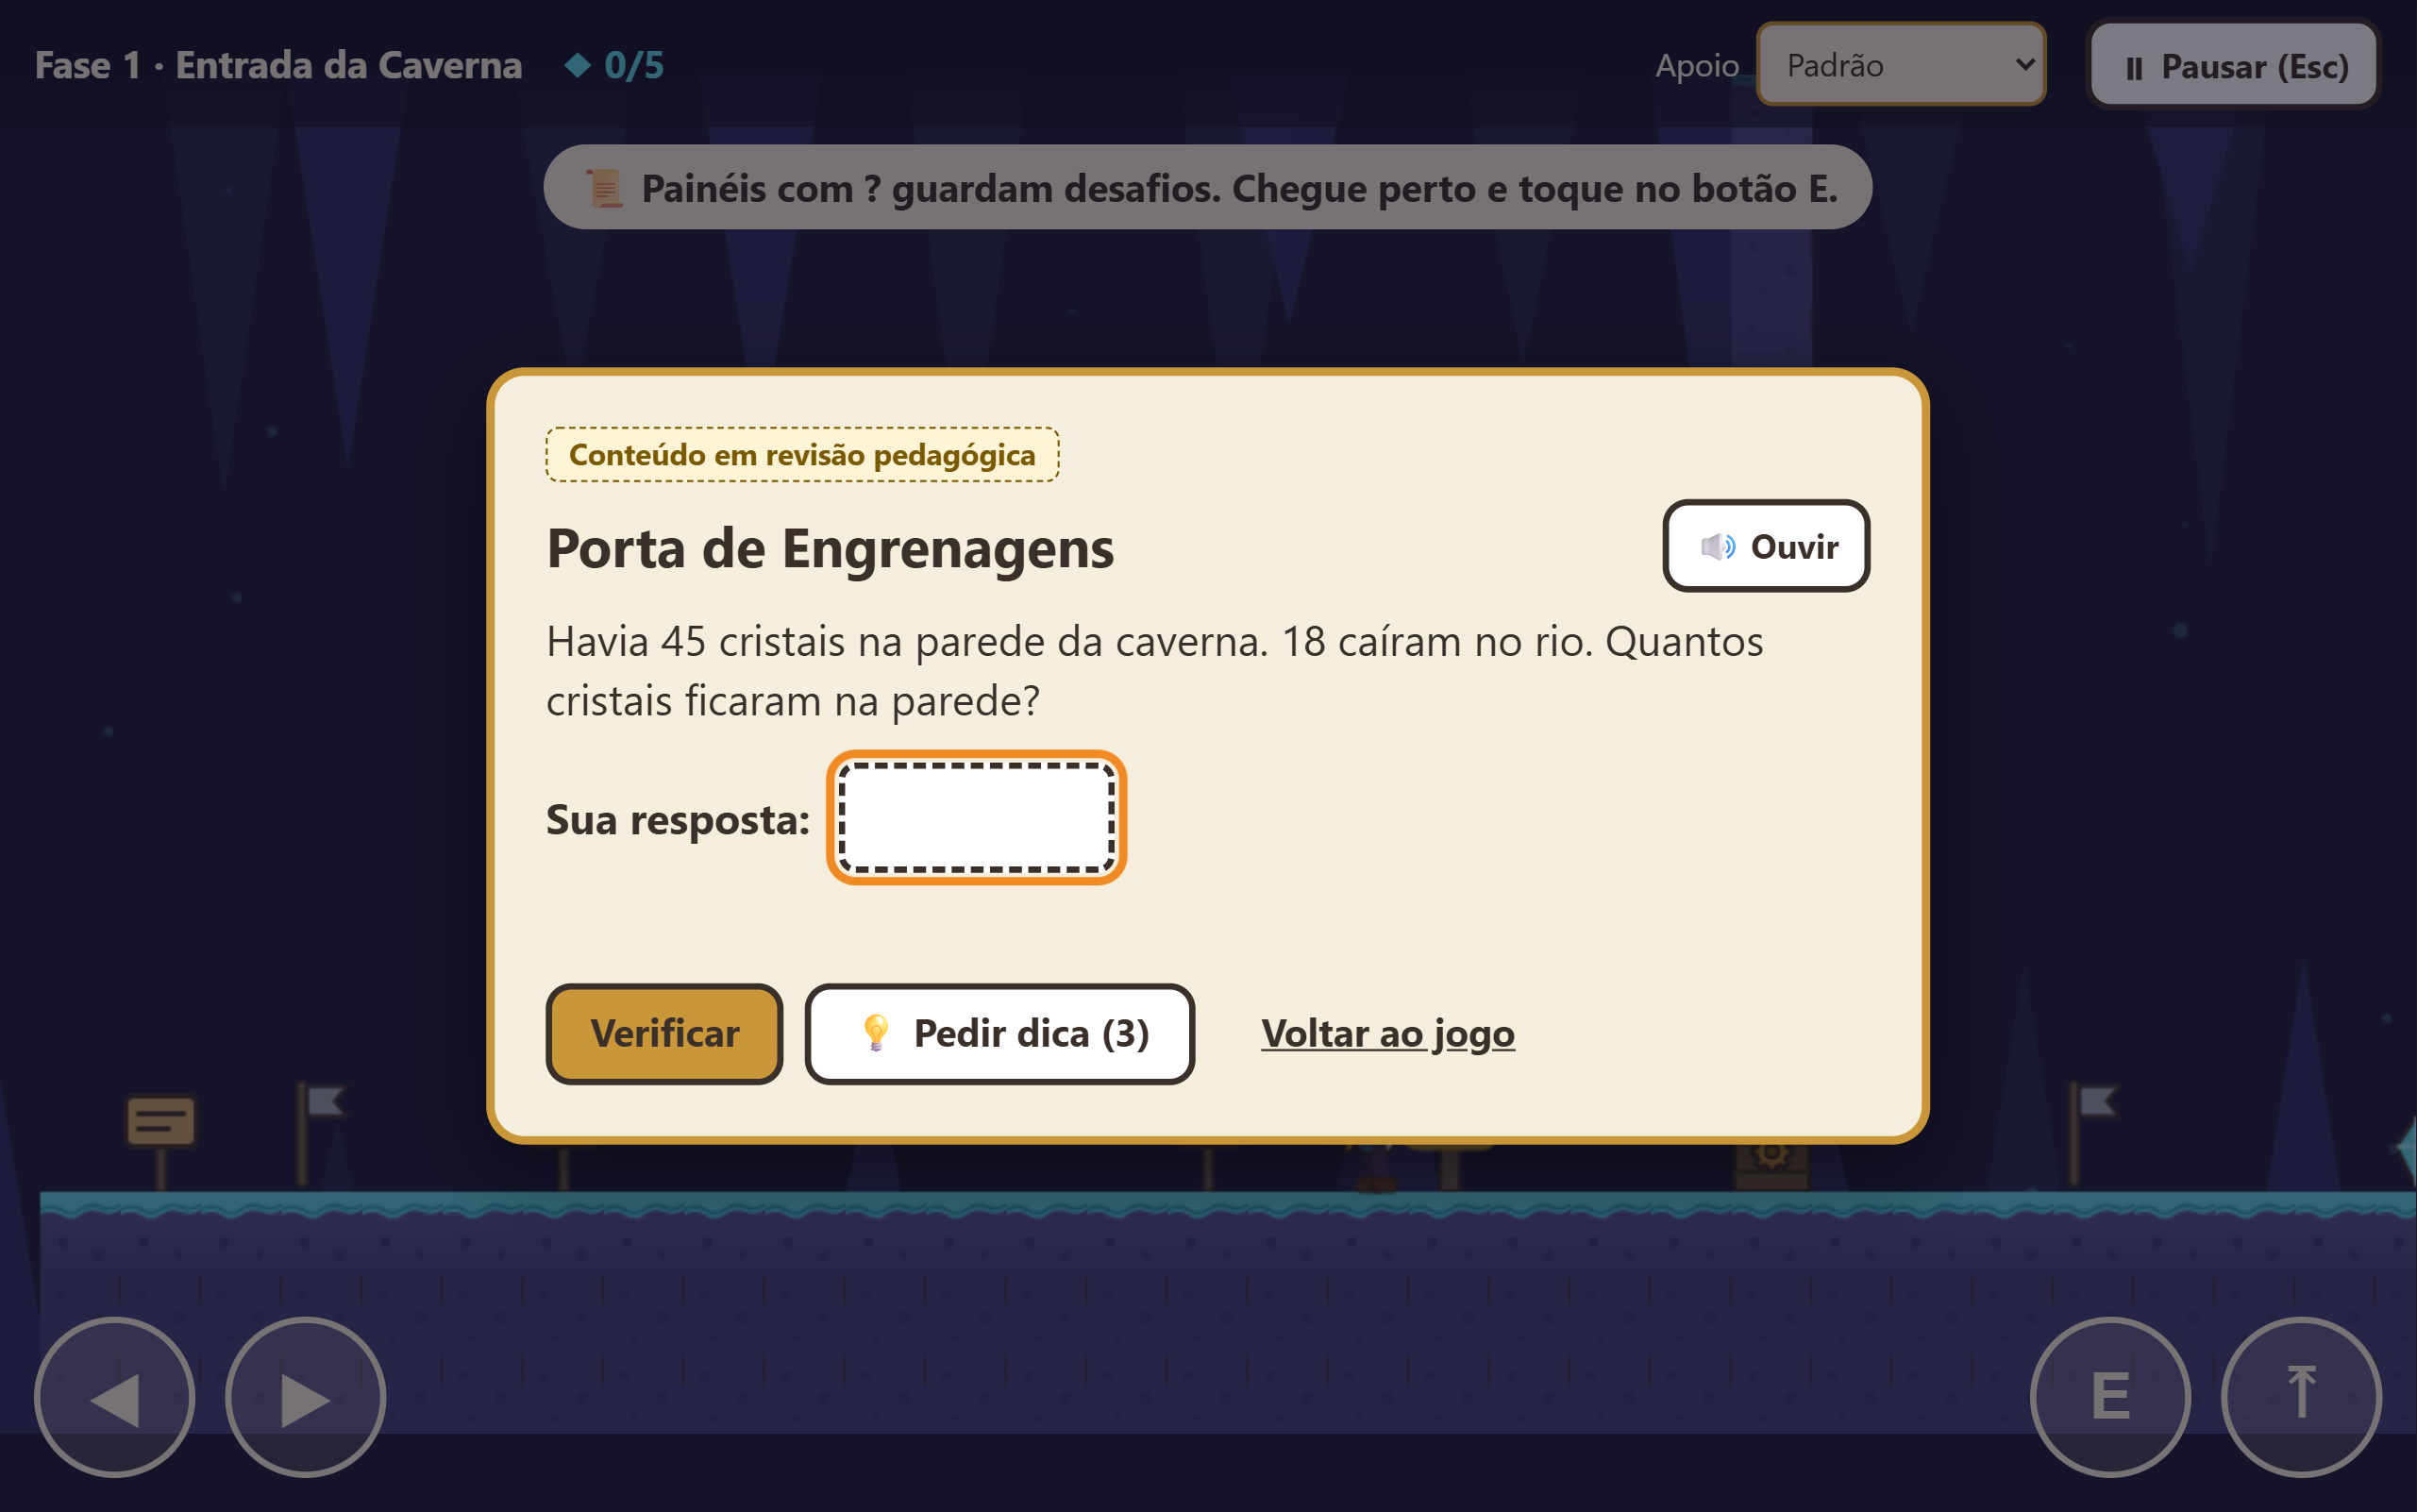 Fase 1 · Entrada da Caverna
0/5
Apoio
Padrão
Pausar (Esc)
Painéis com ? guardam desafios. Chegue perto e toque no botão E.
Conteúdo em revisão pedagógica
Porta de Engrenagens
Ouvir
Havia 45 cristais na parede da caverna. 18 caíram no rio. Quantos
cristais ficaram na parede?
Sua resposta:
Verificar
Pedir dica (3)
Voltar ao jogo
E